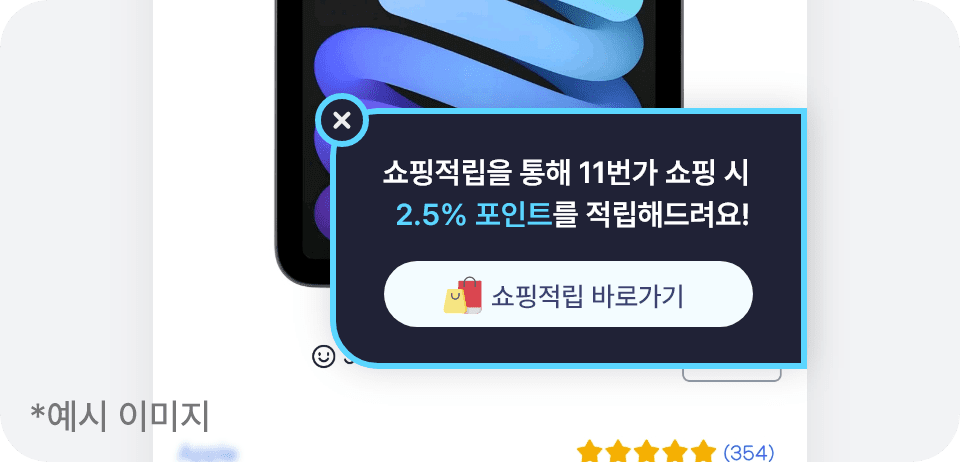 쇼핑적립을 통해 11번가 쇼핑 시
2.5% 포인트를 적립해드려요!
쇼핑적립 바로가기
*예시 이미지
(354)